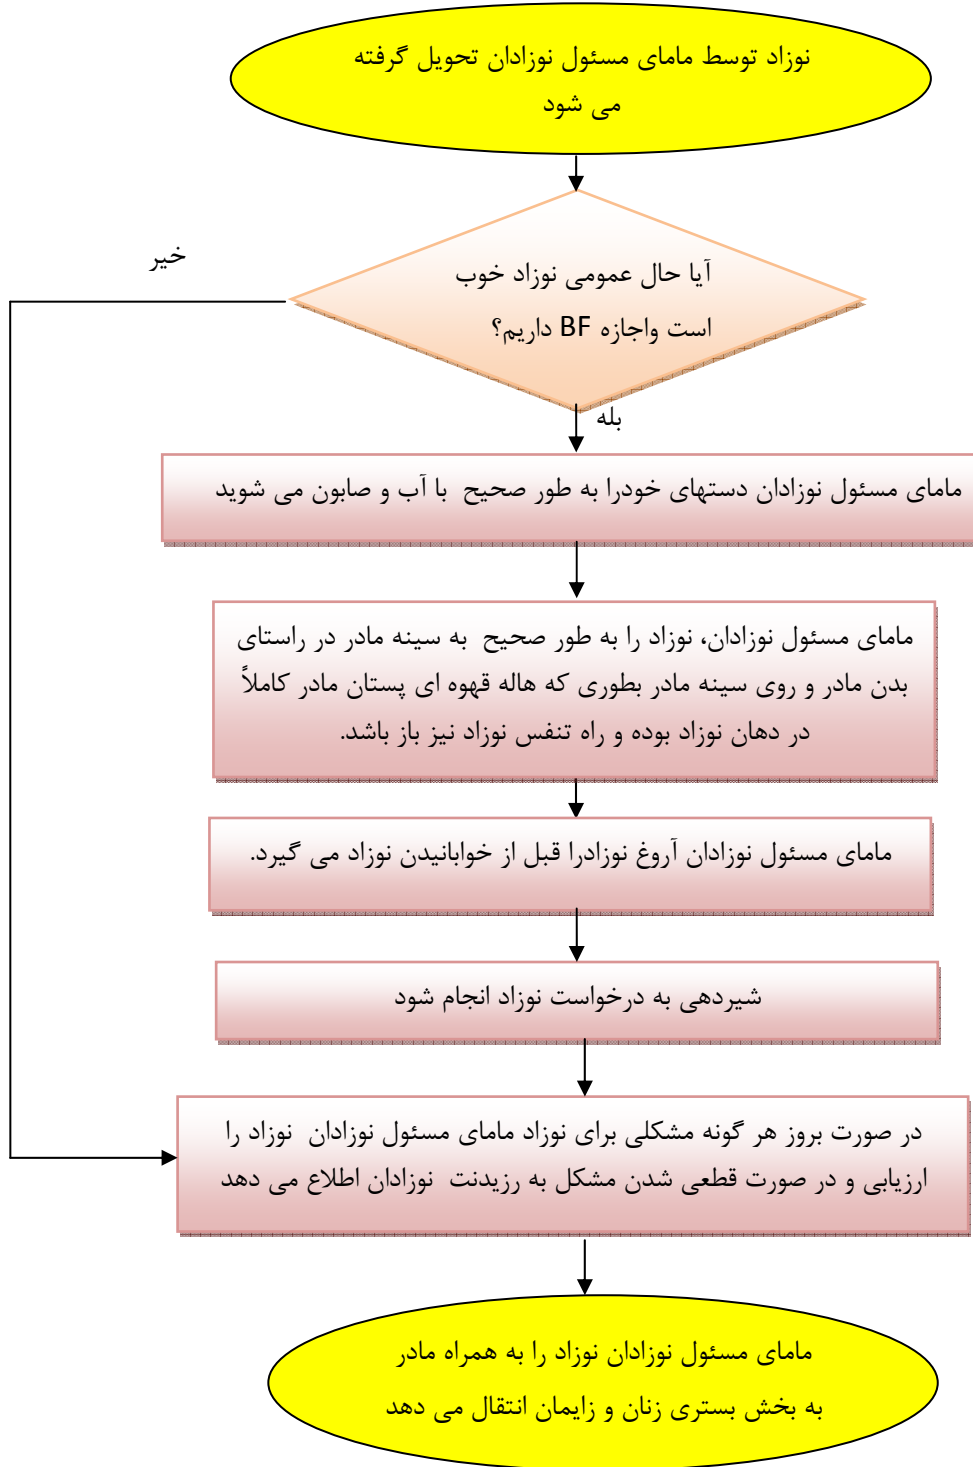 نوزاد توسط مامای مسئول نوزادان تحویل گرفته
می شود
آیا حال عمومی نوزاد خوب
است واجازه BF داریم؟
خیر
بله
مامای مسئول نوزادان دستهای خودرا به طور صحیح با آب و صابون می شوید
مامای مسئول نوزادان، نوزاد را به طور صحیح به سینه مادر در راستای
بدن مادر و روی سینه مادر بطوری که هاله قهوه ای پستان مادر کاملاً
در دهان نوزاد بوده و راه تنفس نوزاد نیز باز باشد.
مامای مسئول نوزادان آروغ نوزادرا قبل از خوابانیدن نوزاد می گیرد.
شیردهی به درخواست نوزاد انجام شود
در صورت بروز هر گونه مشکلی برای نوزاد مامای مسئول نوزادان نوزاد را
ارزیابی و در صورت قطعی شدن مشکل به رزیدنت نوزادان اطلاع می دهد
مامای مسئول نوزادان نوزاد را به همراه مادر
به بخش بستری زنان و زایمان انتقال می دهد